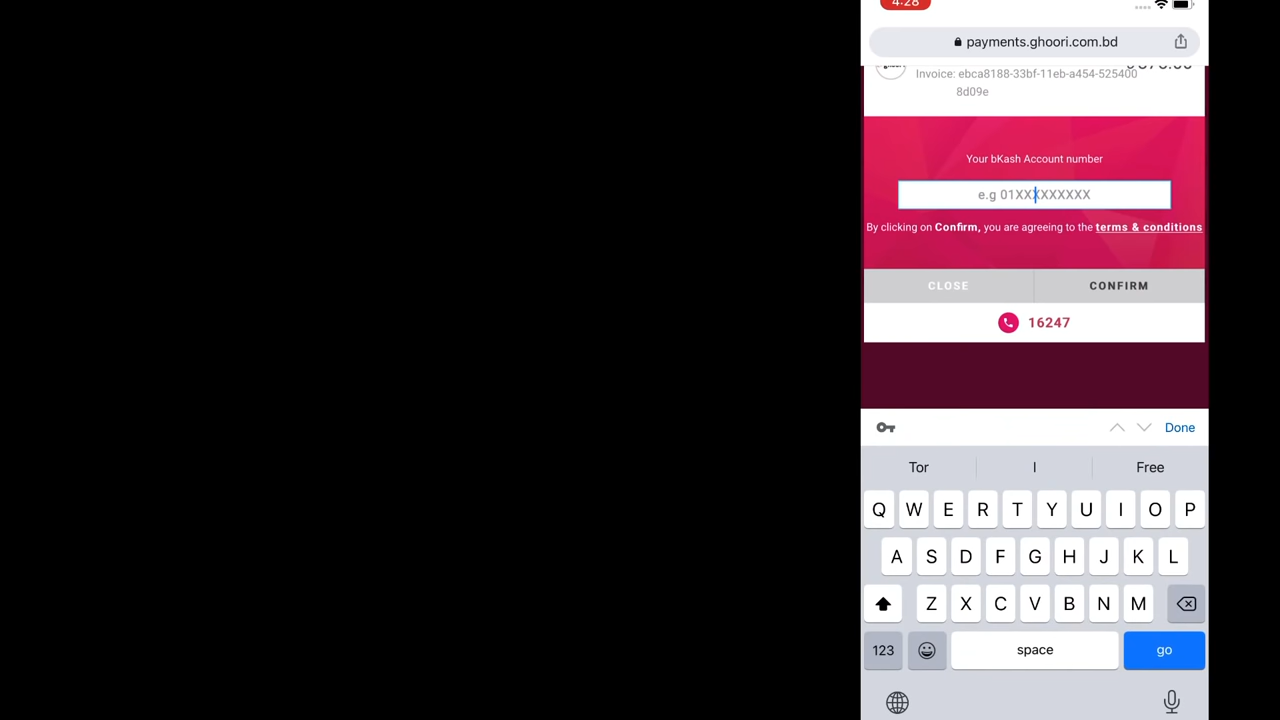 4:28
payments.ghoori.com.bd
Invoice: ebca8188-33bf-11eb-a454-525400
8d09e
Your bKash Account number
e.g 01XXXXXXXXX
By clicking on Confirm, you are agreeing to the terms & conditions
CLOSE CONFIRM
16247
Done
Tor I Free
Q W E R T Y U I O P
A S D F G H J K L
Z X C V B N M
123 space go